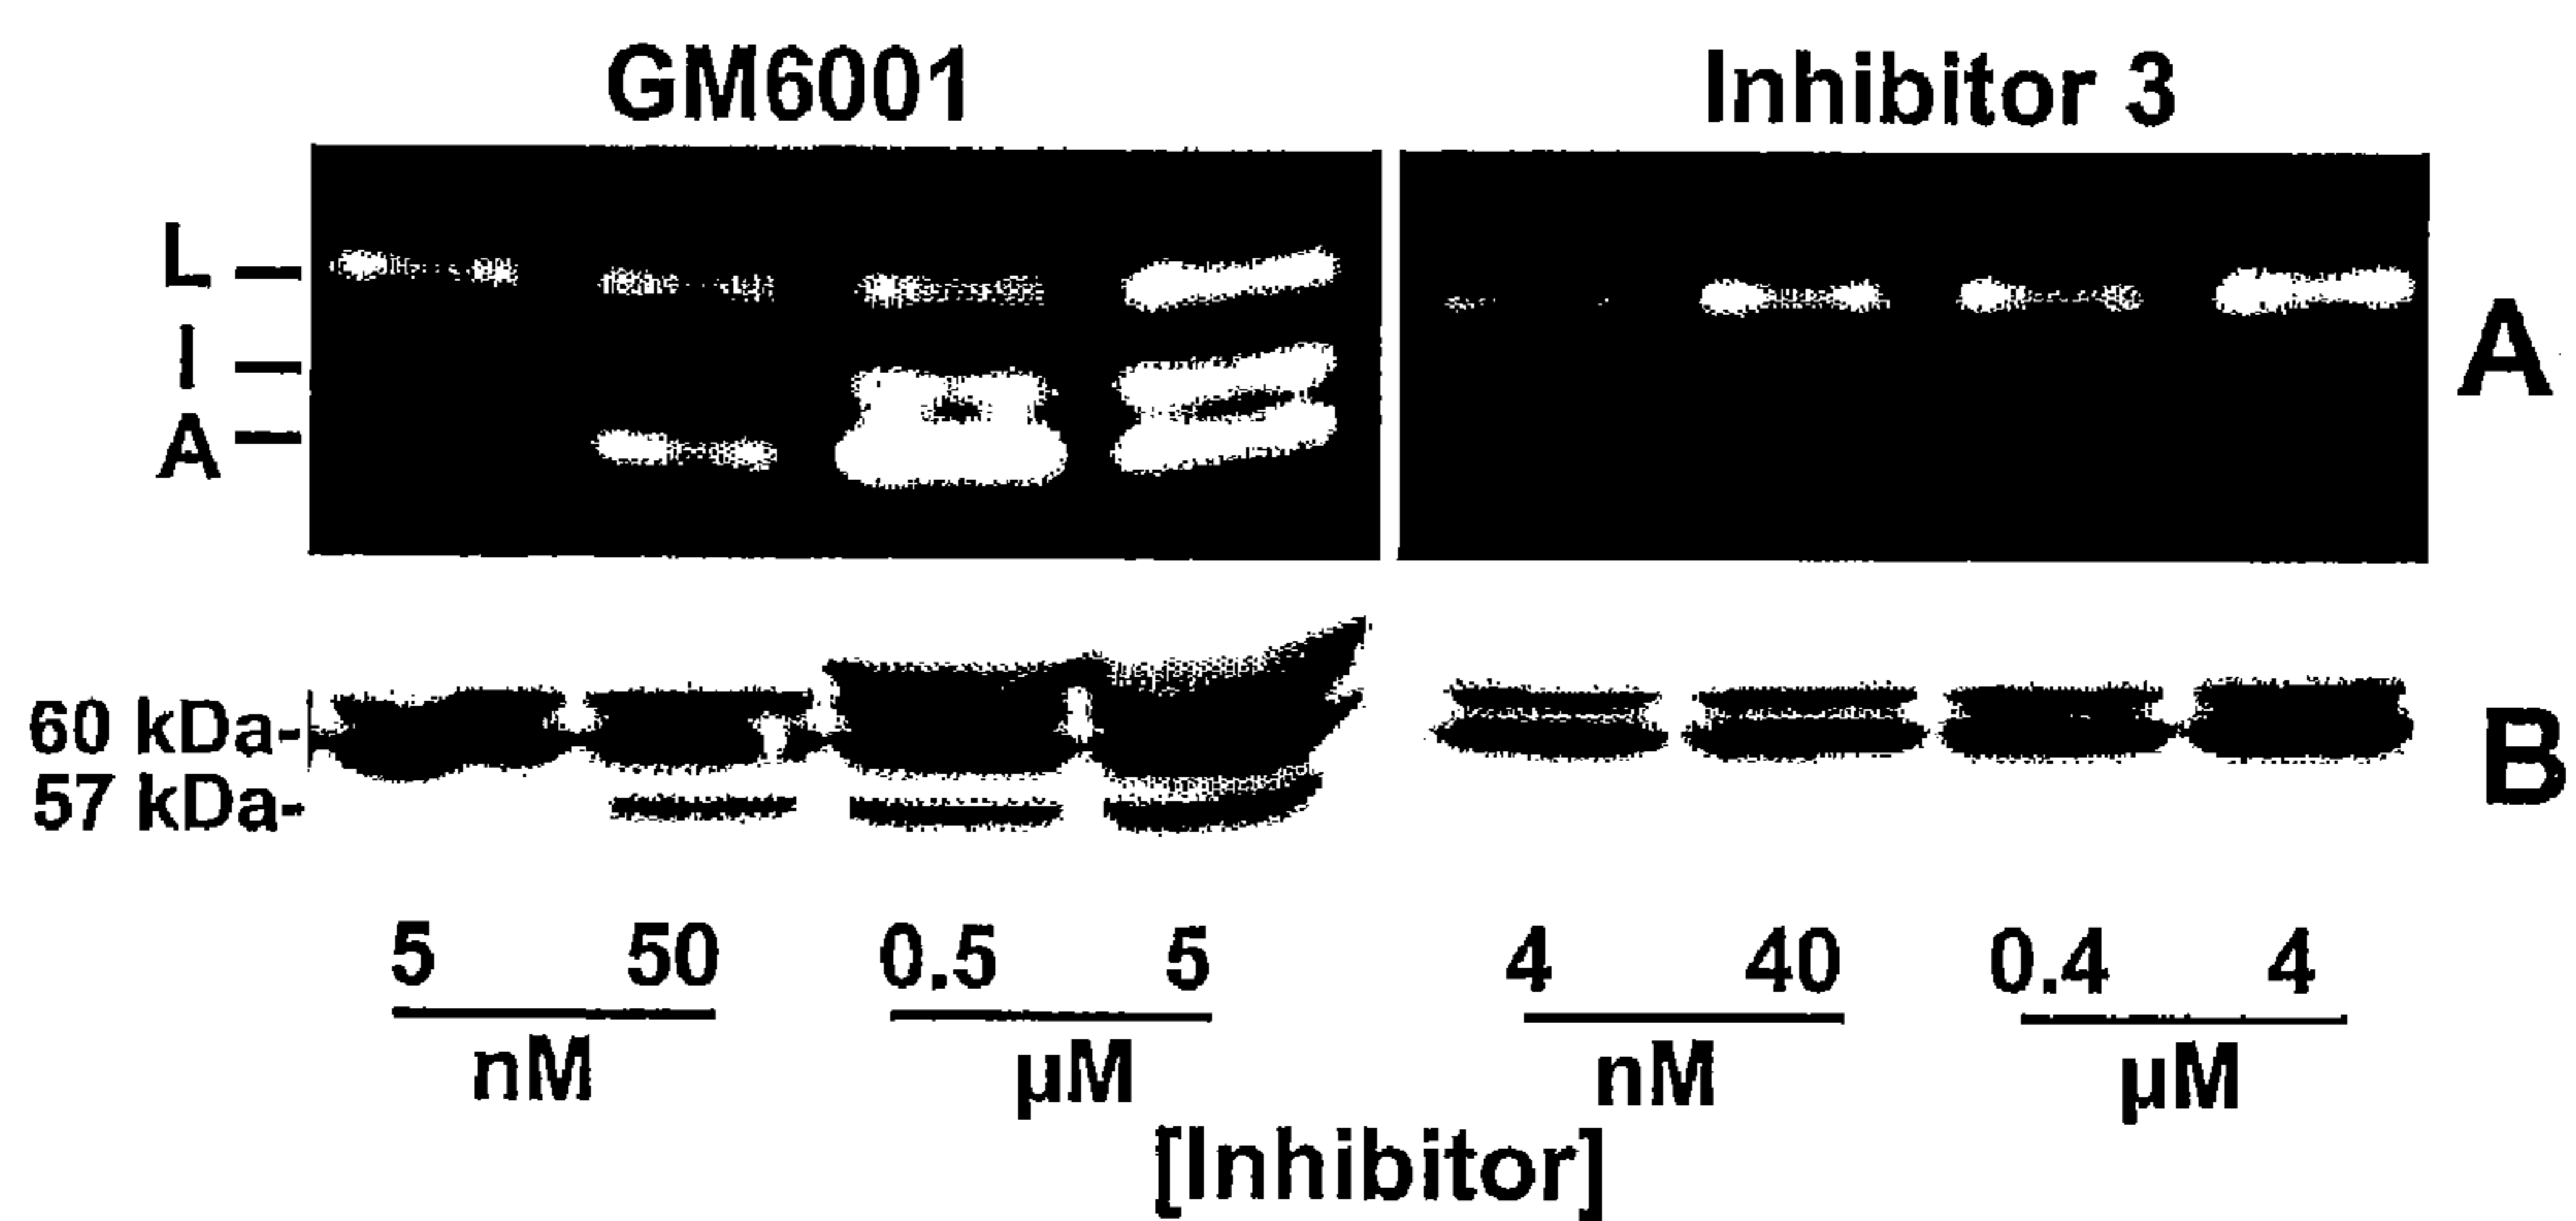 GM6001 Inhibitor 3
L
I
A
A
60 kDa-
57 kDa-
B
5 50 0.5 5 4 40 0.4 4
nM µM nM µM
[Inhibitor]